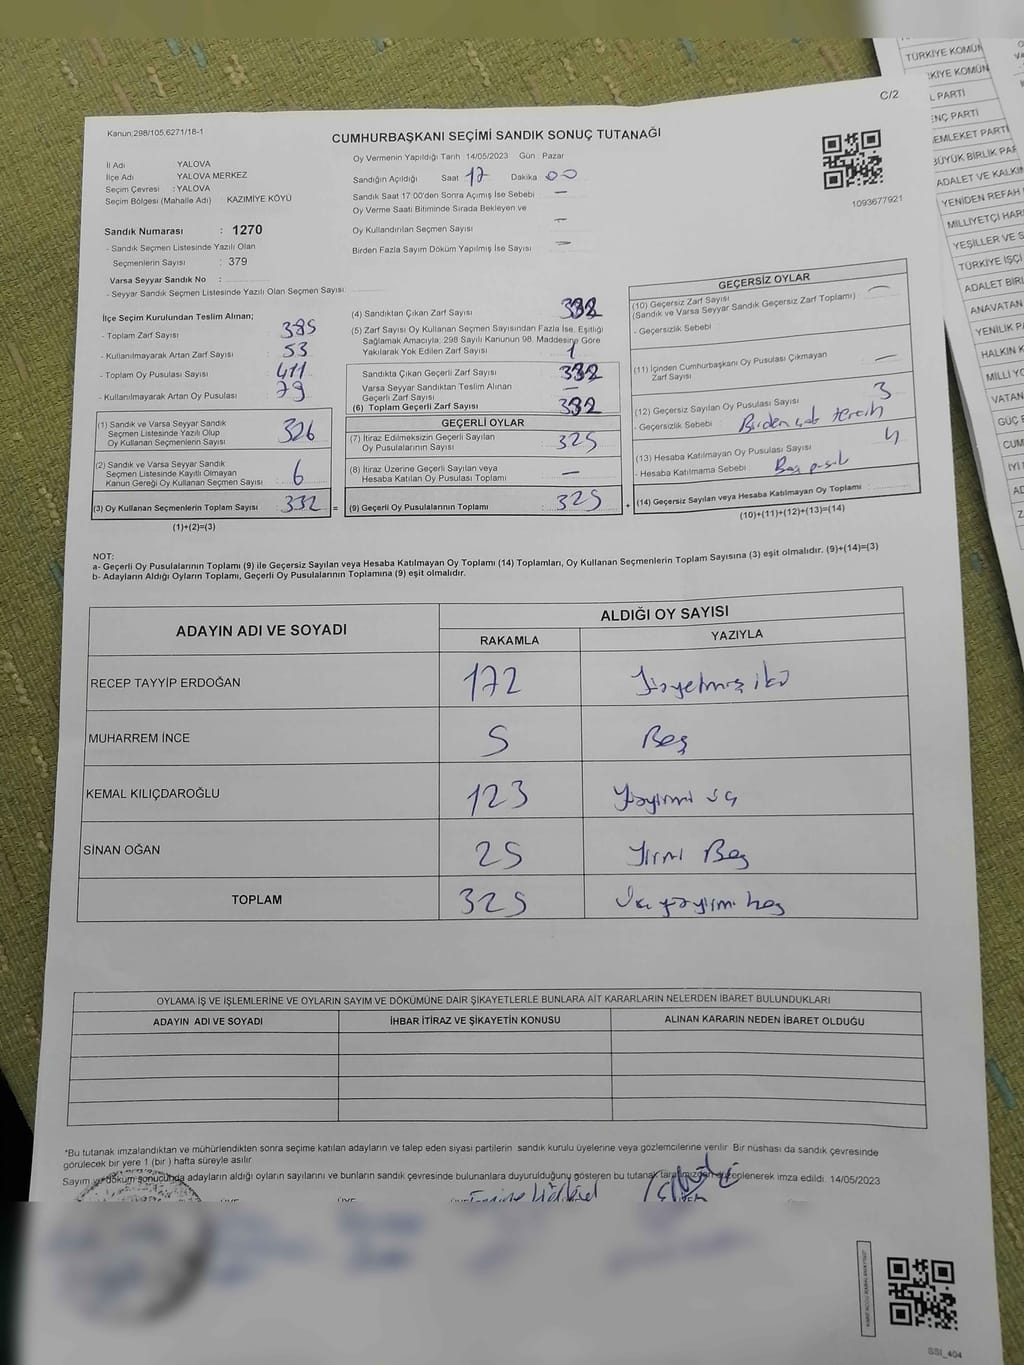 C/2
Kanun;298/105,6271/16-1
CUMHURBAŞKANI SEÇİMİ SANDIK SONUÇ TUTANAĞI
İl Adı YALOVA
İlçe Adı YALOVA MERKEZ
Seçim Çevresi :YALOVA
Seçim Bölgesi (Mahalle Adı) KAZIMİYE KÖYÜ
Sandık Numarası : 1270
- Sandık Seçmen Listesinde Yazılı Olan
Seçmenlerin Sayısı : 379
Varsa Seyyar Sandık No :
- Seyyar Sandık Seçmen Listesinde Yazılı Olan Seçmen Sayısı:
Oy Vermenin Yapıldığı Tarih 14/05/2023 Gün : Pazar
Sandığın Açıldığı Saat 17 Dakika 00
Sandık Saat 17:00'den Sonra Açımış İse Sebebi —
Oy Verme Saati Bitiminde Sırada Bekleyen ve
Oy Kullandırılan Seçmen Sayısı —
Birden Fazla Sayım Döküm Yapılmış İse Sayısı —
1093677921
İlçe Seçim Kurulundan Teslim Alınan;
- Toplam Zarf Sayısı 385
- Kullanılmayarak Artan Zarf Sayısı 53
- Toplam Oy Pusulası Sayısı 411
- Kullanılmayarak Artan Oy Pusulası 79
(1) Sandık ve Varsa Seyyar Sandık
Seçmen Listesinde Yazılı Olup
Oy Kullanan Seçmenlerin Sayısı 326
(2) Sandık ve Varsa Seyyar Sandık
Seçmen Listesinde Kayıtlı Olmayan
Kanun Gereği Oy Kullanan Seçmen Sayısı : 6
(3) Oy Kullanan Seçmenlerin Toplam Sayısı : 332 =
(1)+(2)=(3)
(4) Sandıktan Çıkan Zarf Sayısı 332
(5) Zarf Sayısı Oy Kullanan Seçmen Sayısından Fazla İse, Eşitliği
Sağlamak Amacıyla, 298 Sayılı Kanunun 98. Maddesine Göre
Yakılarak Yok Edilen Zarf Sayısı 1
Sandıkta Çıkan Geçerli Zarf Sayısı 332
Varsa Seyyar Sandıktan Teslim Alınan
Geçerli Zarf Sayısı —
(6) Toplam Geçerli Zarf Sayısı 332
GEÇERLİ OYLAR
(7) İtiraz Edilmeksizin Geçerli Sayılan
Oy Pusulalarının Sayısı 325
(8) İtiraz Üzerine Geçerli Sayılan veya
Hesaba Katılan Oy Pusulası Toplamı —
(9) Geçerli Oy Pusulalarının Toplamı 325 +
GEÇERSİZ OYLAR
(10) Geçersiz Zarf Sayısı
(Sandık ve Varsa Seyyar Sandık Geçersiz Zarf Toplamı) —
- Geçersizlik Sebebi
(11) İçinden Cumhurbaşkanı Oy Pusulası Çıkmayan
Zarf Sayısı —
(12) Geçersiz Sayılan Oy Pusulası Sayısı 3
- Geçersizlik Sebebi Birden çok tercih
(13) Hesaba Katılmayan Oy Pusulası Sayısı 4
- Hesaba Katılmama Sebebi Boş
(14) Geçersiz Sayılan veya Hesaba Katılmayan Oy Toplamı
(10)+(11)+(12)+(13)=(14)
NOT:
a- Geçerli Oy Pusulalarının Toplamı (9) ile Geçersiz Sayılan veya Hesaba Katılmayan Oy Toplamı (14) Toplamları, Oy Kullanan Seçmenlerin Toplam Sayısına (3) eşit olmalıdır. (9)+(14)=(3)
b- Adayların Aldığı Oyların Toplamı, Geçerli Oy Pusulalarının Toplamına (9) eşit olmalıdır.
ADAYIN ADI VE SOYADI ALDIĞI OY SAYISI
RAKAMLA YAZIYLA
RECEP TAYYİP ERDOĞAN 172 Yüzyetmiş iki
MUHARREM İNCE 5 Beş
KEMAL KILIÇDAROĞLU 123 Yüzyirmi üç
SİNAN OĞAN 25 Yirmi Beş
TOPLAM 325 beş
OYLAMA İŞ VE İŞLEMLERİNE VE OYLARIN SAYIM VE DÖKÜMÜNE DAİR ŞİKAYETLERLE BUNLARA AİT KARARLARIN NELERDEN İBARET BULUNDUKLARI
ADAYIN ADI VE SOYADI İHBAR İTİRAZ VE ŞİKAYETİN KONUSU ALINAN KARARIN NEDEN İBARET OLDUĞU
*Bu tutanak imzalandıktan ve mühürlendikten sonra seçime katılan adayların ve talep eden siyasi partilerin sandık kurulu üyelerine veya gözlemcilerine verilir. Bir nüshası da sandık çevresinde
görülecek bir yere 1 (bir ) hafta süreyle asılır.
Sayım ve döküm sonucunda adayların aldığı oyların sayılarını ve bunların sandık çevresinde bulunanlara duyurulduğunu gösteren bu tutanak tarafımızdan düzenlenerek imza edildi. 14/05/2023
SSI_404
TÜRKİYE KOMÜN
KİYE KOMÜN
L PARTİ
ENÇ PARTİ
EMLEKET PARTİ
BÜYÜK BİRLİK PAR
ADALET VE KALKIN
YENİDEN REFAH
MİLLİYETÇİ HAR
YEŞİLLER VE S
TÜRKİYE İŞÇİ
ADALET BİRL
ANAVATAN
YENİLİK P
HALKIN K
MİLLİ YO
VATAN
GÜÇ B
CUM
İYİ